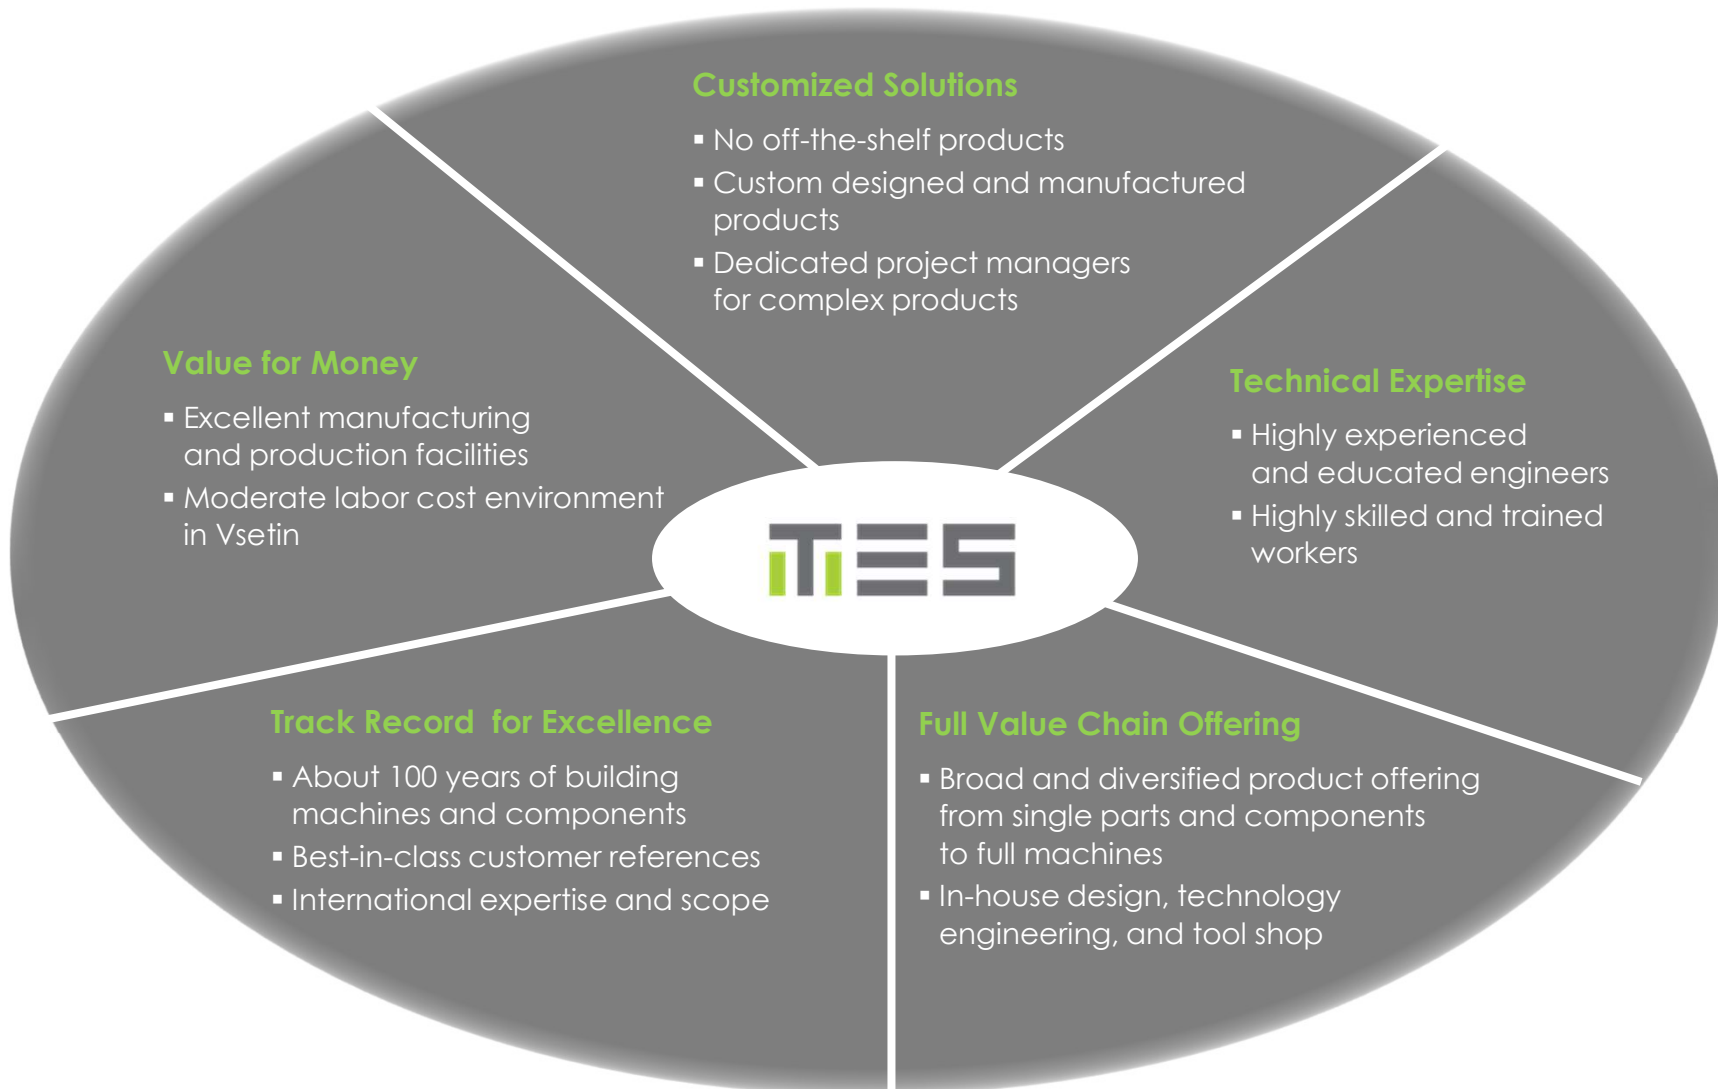 Customized Solutions
▪ No off-the-shelf products
▪ Custom designed and manufactured
products
▪ Dedicated project managers
for complex products
Value for Money
▪ Excellent manufacturing
and production facilities
▪ Moderate labor cost environment
in Vsetin
Technical Expertise
▪ Highly experienced
and educated engineers
▪ Highly skilled and trained
workers
TES
Track Record  for Excellence
▪ About 100 years of building
machines and components
▪ Best-in-class customer references
▪ International expertise and scope
Full Value Chain Offering
▪ Broad and diversified product offering
from single parts and components
to full machines
▪ In-house design, technology
engineering, and tool shop